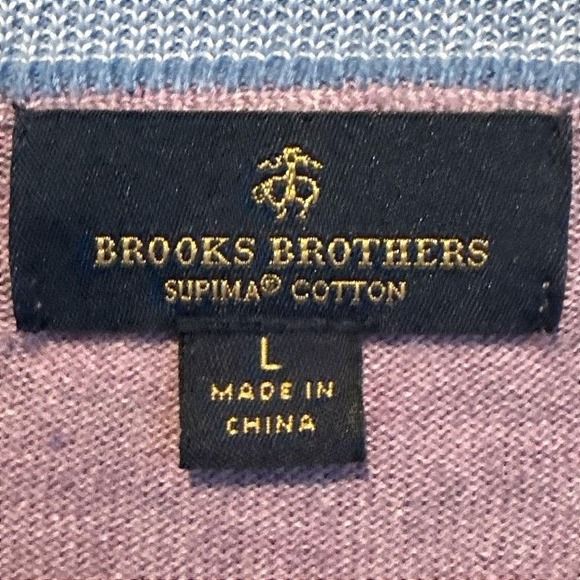 BROOKS BROTHERS
SUPIMA® COTTON
L
MADE IN
CHINA